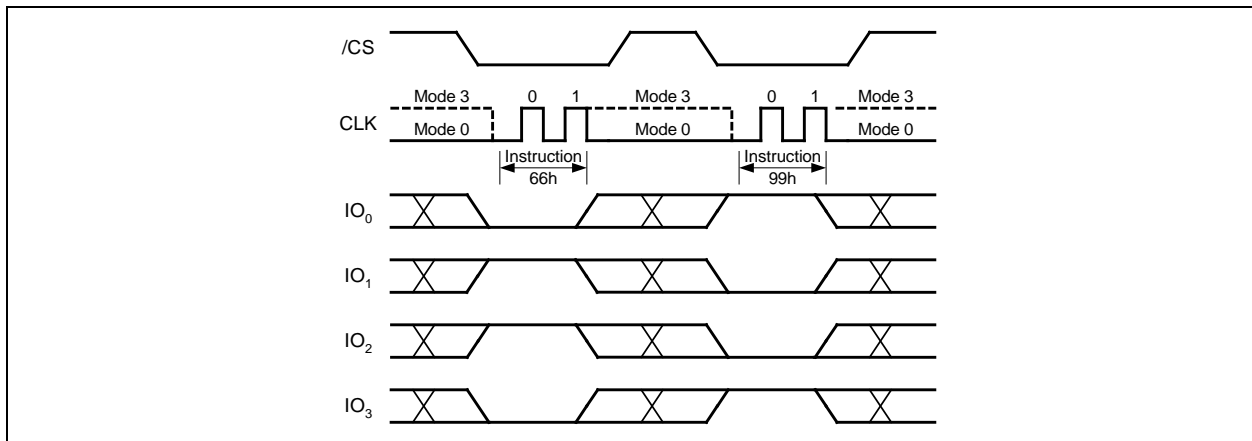 /CS
Mode 3 0 1 Mode 3 0 1 Mode 3
CLK Mode 0 Mode 0 Mode 0
Instruction Instruction
66h 99h
IO0
IO1
IO2
IO3